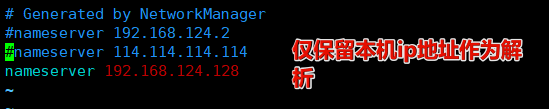 # Generated by NetworkManager
#nameserver 192.168.124.2
#nameserver 114.114.114.114
nameserver 192.168.124.128
~
~
仅保留本机ip地址作为解
析